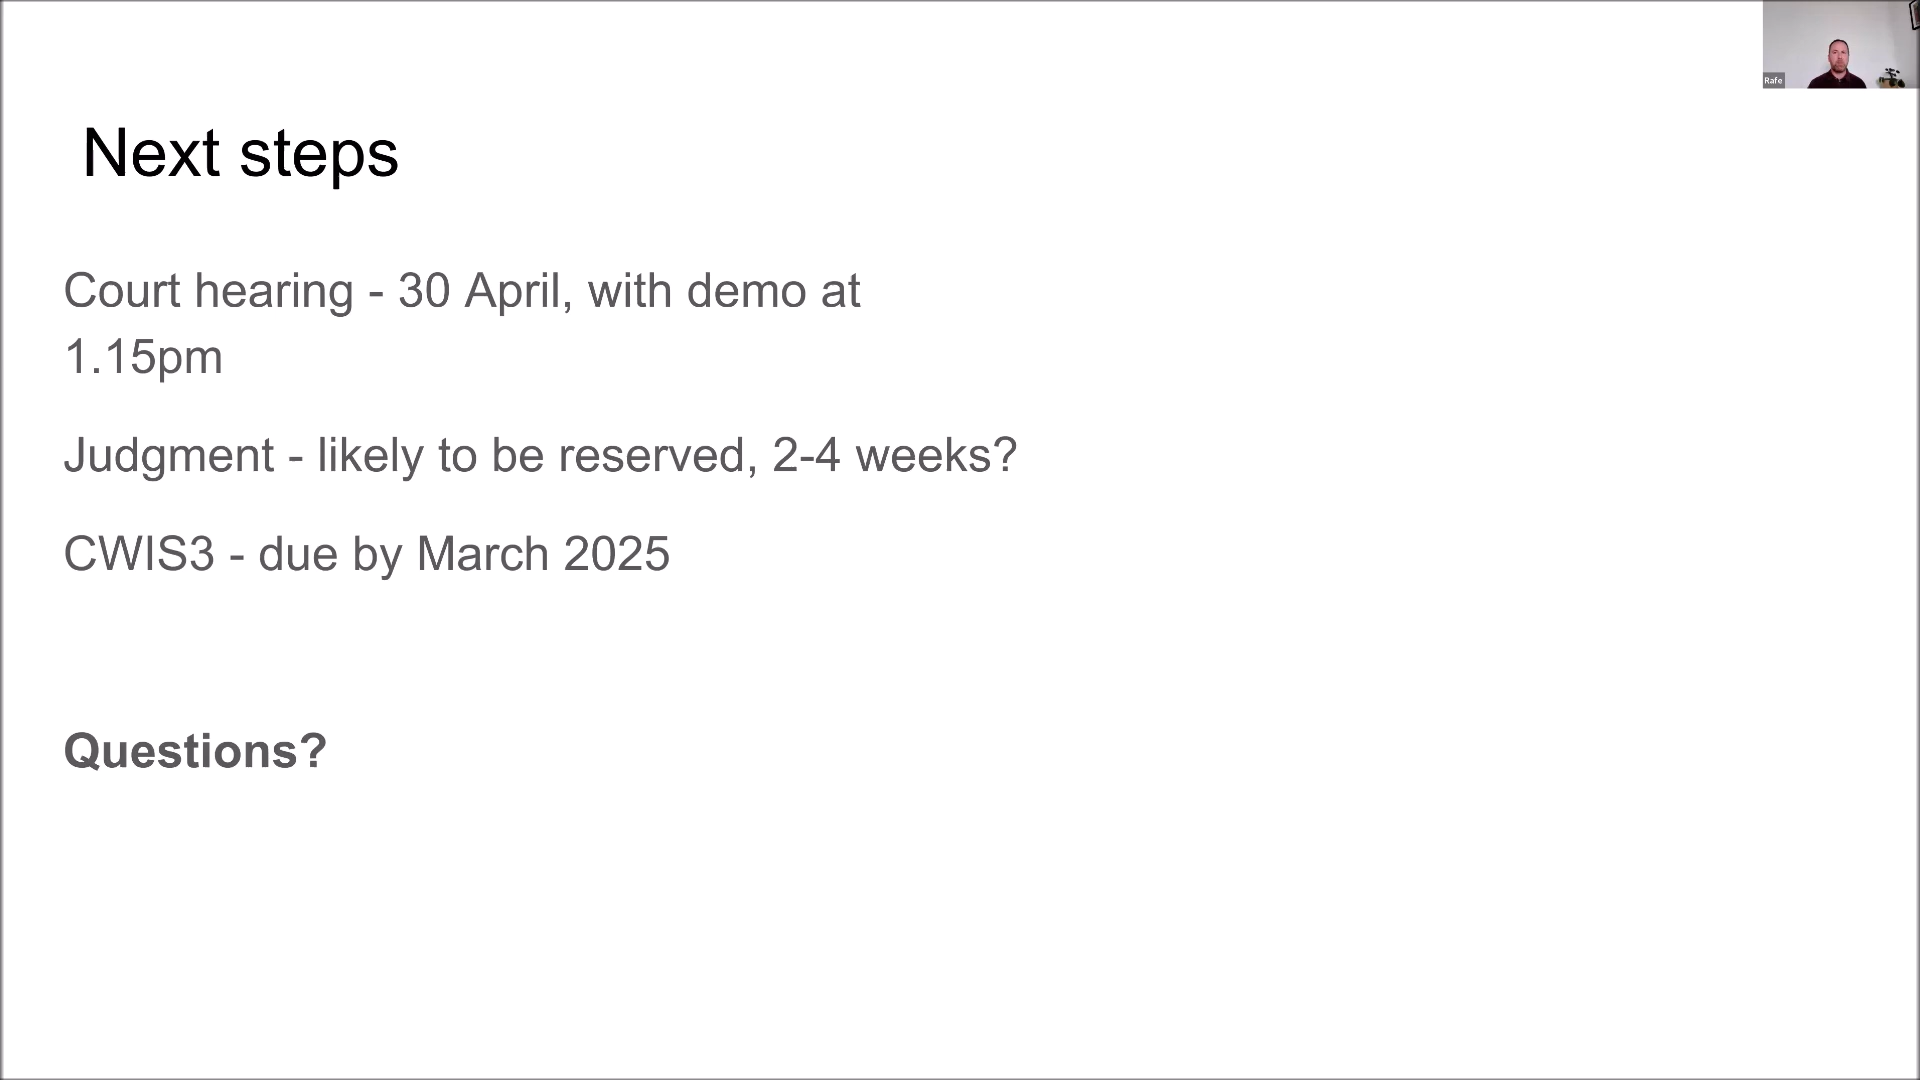 Rafe
Next steps
Court hearing - 30 April, with demo at
1.15pm
Judgment - likely to be reserved, 2-4 weeks?
CWIS3 - due by March 2025
Questions?